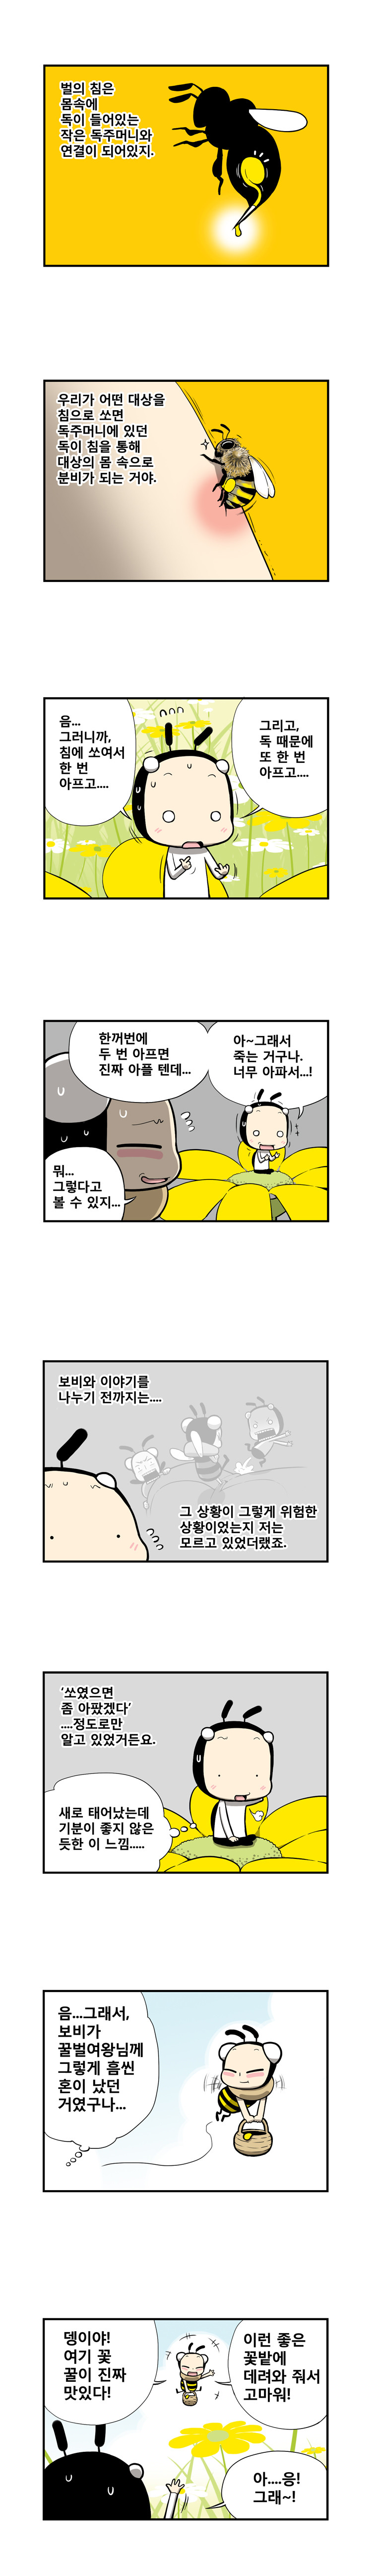 벌의 침은
몸속에
독이 들어있는
작은 독주머니와
연결이 되어있지.
우리가 어떤 대상을
침으로 쏘면
독주머니에 있던
독이 침을 통해
대상의 몸 속으로
분비가 되는 거야.
음...
그러니까,
침에 쏘여서
한 번
아프고....
그리고,
독 때문에
또 한 번
아프고....
한꺼번에
두 번 아프면
진짜 아플 텐데...
아~그래서
죽는 거구나.
너무 아파서...!
뭐...
그렇다고
볼 수 있지...
보비와 이야기를
나누기 전까지는....
그 상황이 그렇게 위험한
상황이었는지 저는
모르고 있었더랬죠.
'쏘였으면
좀 아팠겠다'
....정도로만
알고 있었거든요.
새로 태어났는데
기분이 좋지 않은
듯한 이 느낌.....
음...그래서,
보비가
꿀벌여왕님께
그렇게 흠씬
혼이 났던
거였구나...
뎅이야!
여기 꽃
꿀이 진짜
맛있다!
이런 좋은
꽃밭에
데려와 줘서
고마워!
아....응!
그래~!